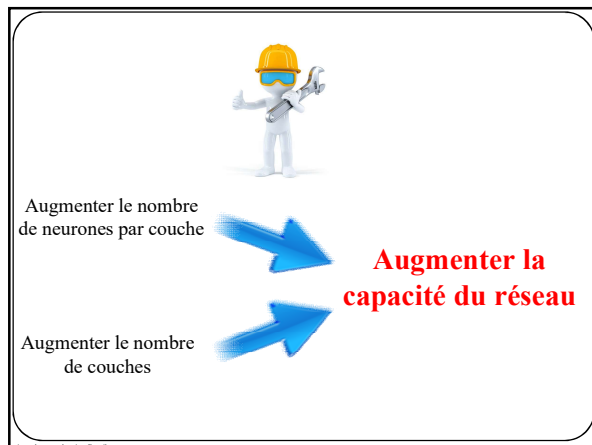 Augmenter le nombre
de neurones par couche
Augmenter la
capacité du réseau
Augmenter le nombre
de couches